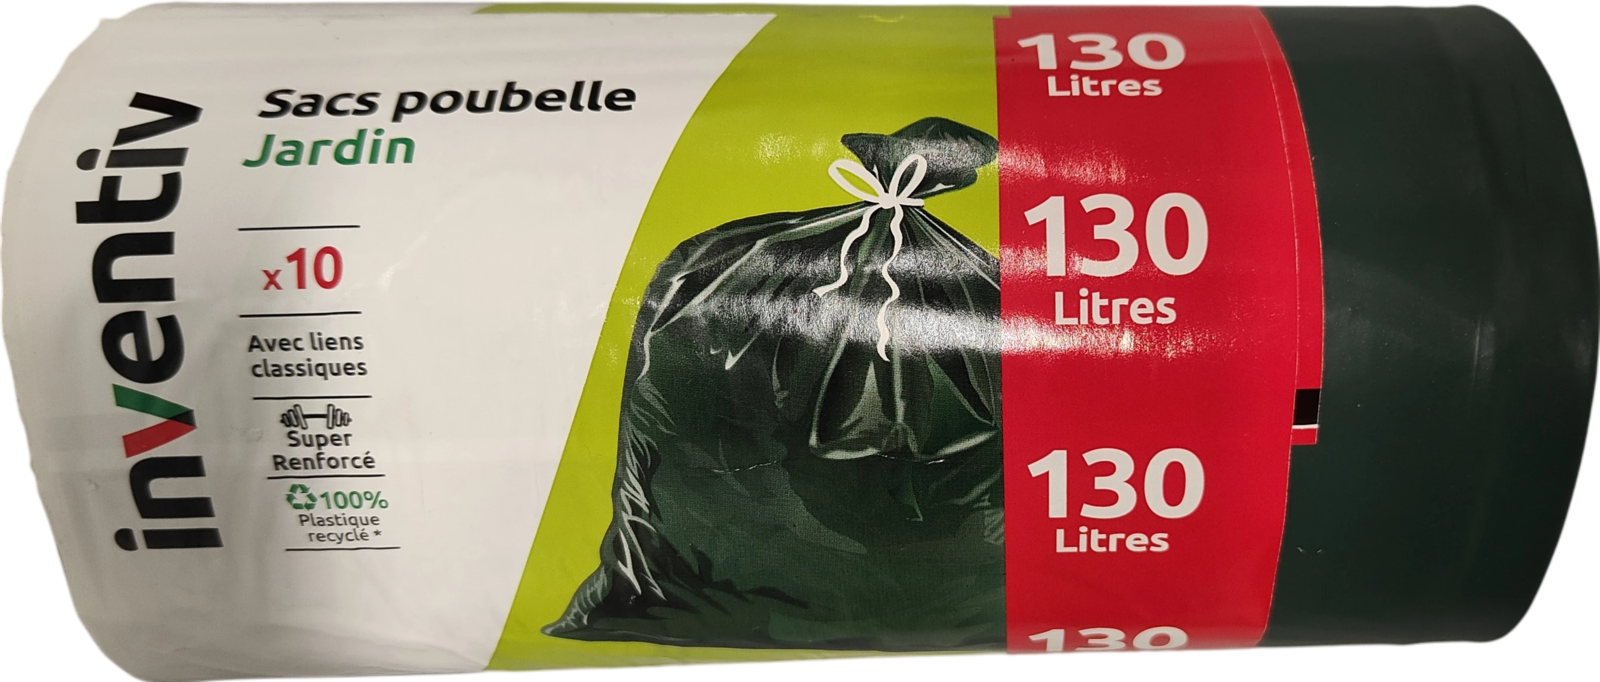 inventiv
Sacs poubelle
Jardin
x10
Avec liens
classiques
Super
Renforcé
100%
Plastique
recyclé *
130
Litres
130
Litres
130
Litres
130